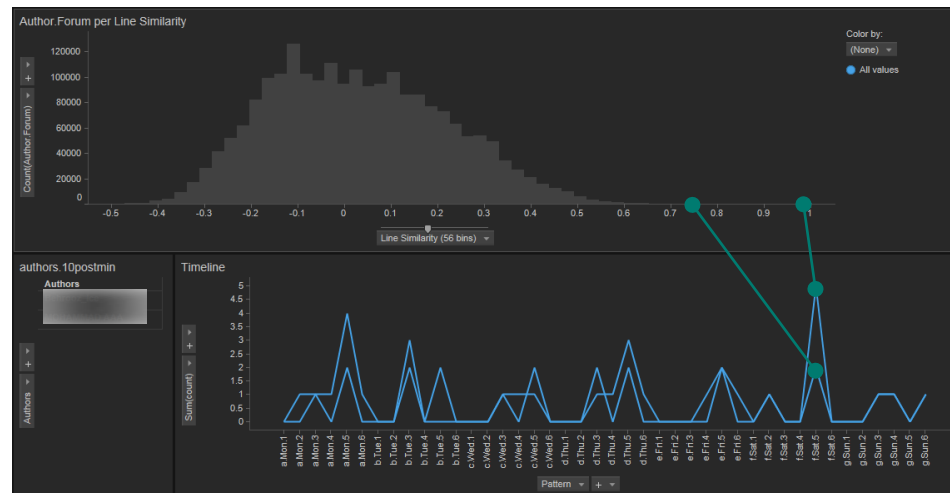 Author.Forum per Line Similarity
Color by:
(None)
All values
Count(Author.Forum)
+
120000
100000
80000
60000
40000
20000
0
-0.5 -0.4 -0.3 -0.2 -0.1 0 0.1 0.2 0.3 0.4 0.5 0.6 0.7 0.8 0.9 1
Line Similarity (56 bins)
authors.10postmin
Authors
+
Authors
Timeline
+
Sum(count)
5
4.5
4
3.5
3
2.5
2
1.5
1
0.5
0
a.Mon.1 a.Mon.2 a.Mon.3 a.Mon.4 a.Mon.5 a.Mon.6 b.Tue.1 b.Tue.2 b.Tue.3 b.Tue.4 b.Tue.5 b.Tue.6 c.Wed.1 c.Wed.2 c.Wed.3 c.Wed.4 c.Wed.5 c.Wed.6 d.Thu.1 d.Thu.2 d.Thu.3 d.Thu.4 d.Thu.5 d.Thu.6 e.Fri.1 e.Fri.2 e.Fri.3 e.Fri.4 e.Fri.5 e.Fri.6 f.Sat.1 f.Sat.2 f.Sat.3 f.Sat.4 f.Sat.5 f.Sat.6 g.Sun.1 g.Sun.2 g.Sun.3 g.Sun.4 g.Sun.5 g.Sun.6
Pattern +